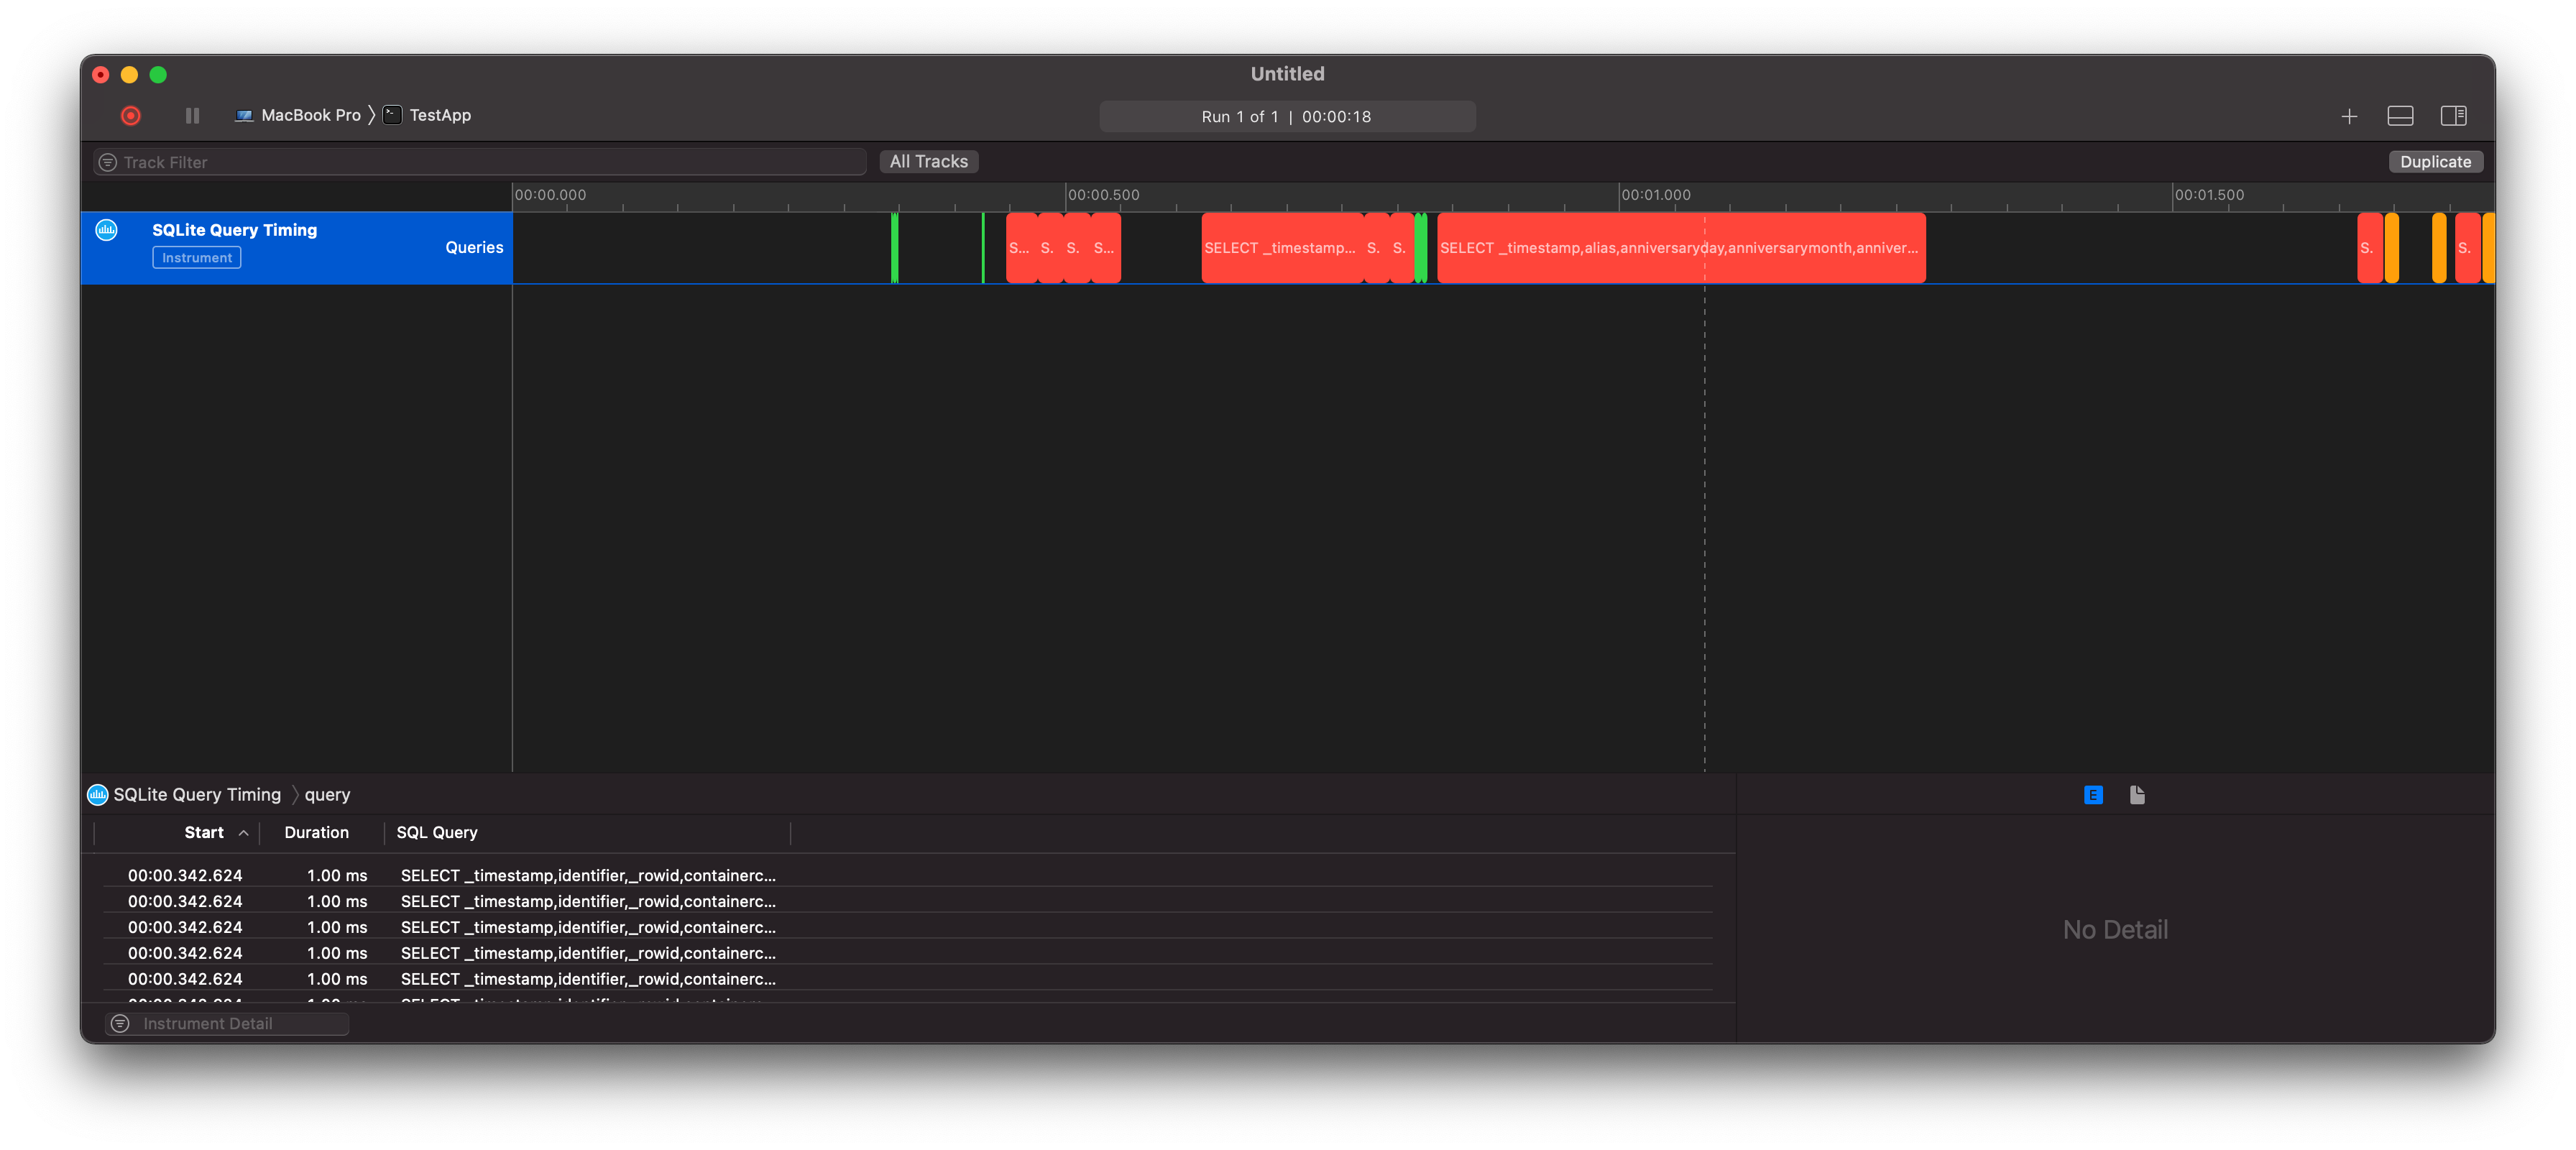 Untitled
MacBook Pro 〉 TestApp
Run 1 of 1 | 00:00:18
Track Filter
All Tracks
Duplicate
00:00.000
00:00.500
00:01.000
00:01.500
SQLite Query Timing
Instrument
Queries
S...
S.
S.
S...
SELECT _timestamp...
S.
S.
SELECT _timestamp,alias,anniversaryday,anniversarymonth,anniver...
S.
S.
SQLite Query Timing 〉 query
E
Start
Duration
SQL Query
00:00.342.624 1.00 ms SELECT _timestamp,identifier,_rowid,containerc...
00:00.342.624 1.00 ms SELECT _timestamp,identifier,_rowid,containerc...
00:00.342.624 1.00 ms SELECT _timestamp,identifier,_rowid,containerc...
00:00.342.624 1.00 ms SELECT _timestamp,identifier,_rowid,containerc...
00:00.342.624 1.00 ms SELECT _timestamp,identifier,_rowid,containerc...
No Detail
Instrument Detail